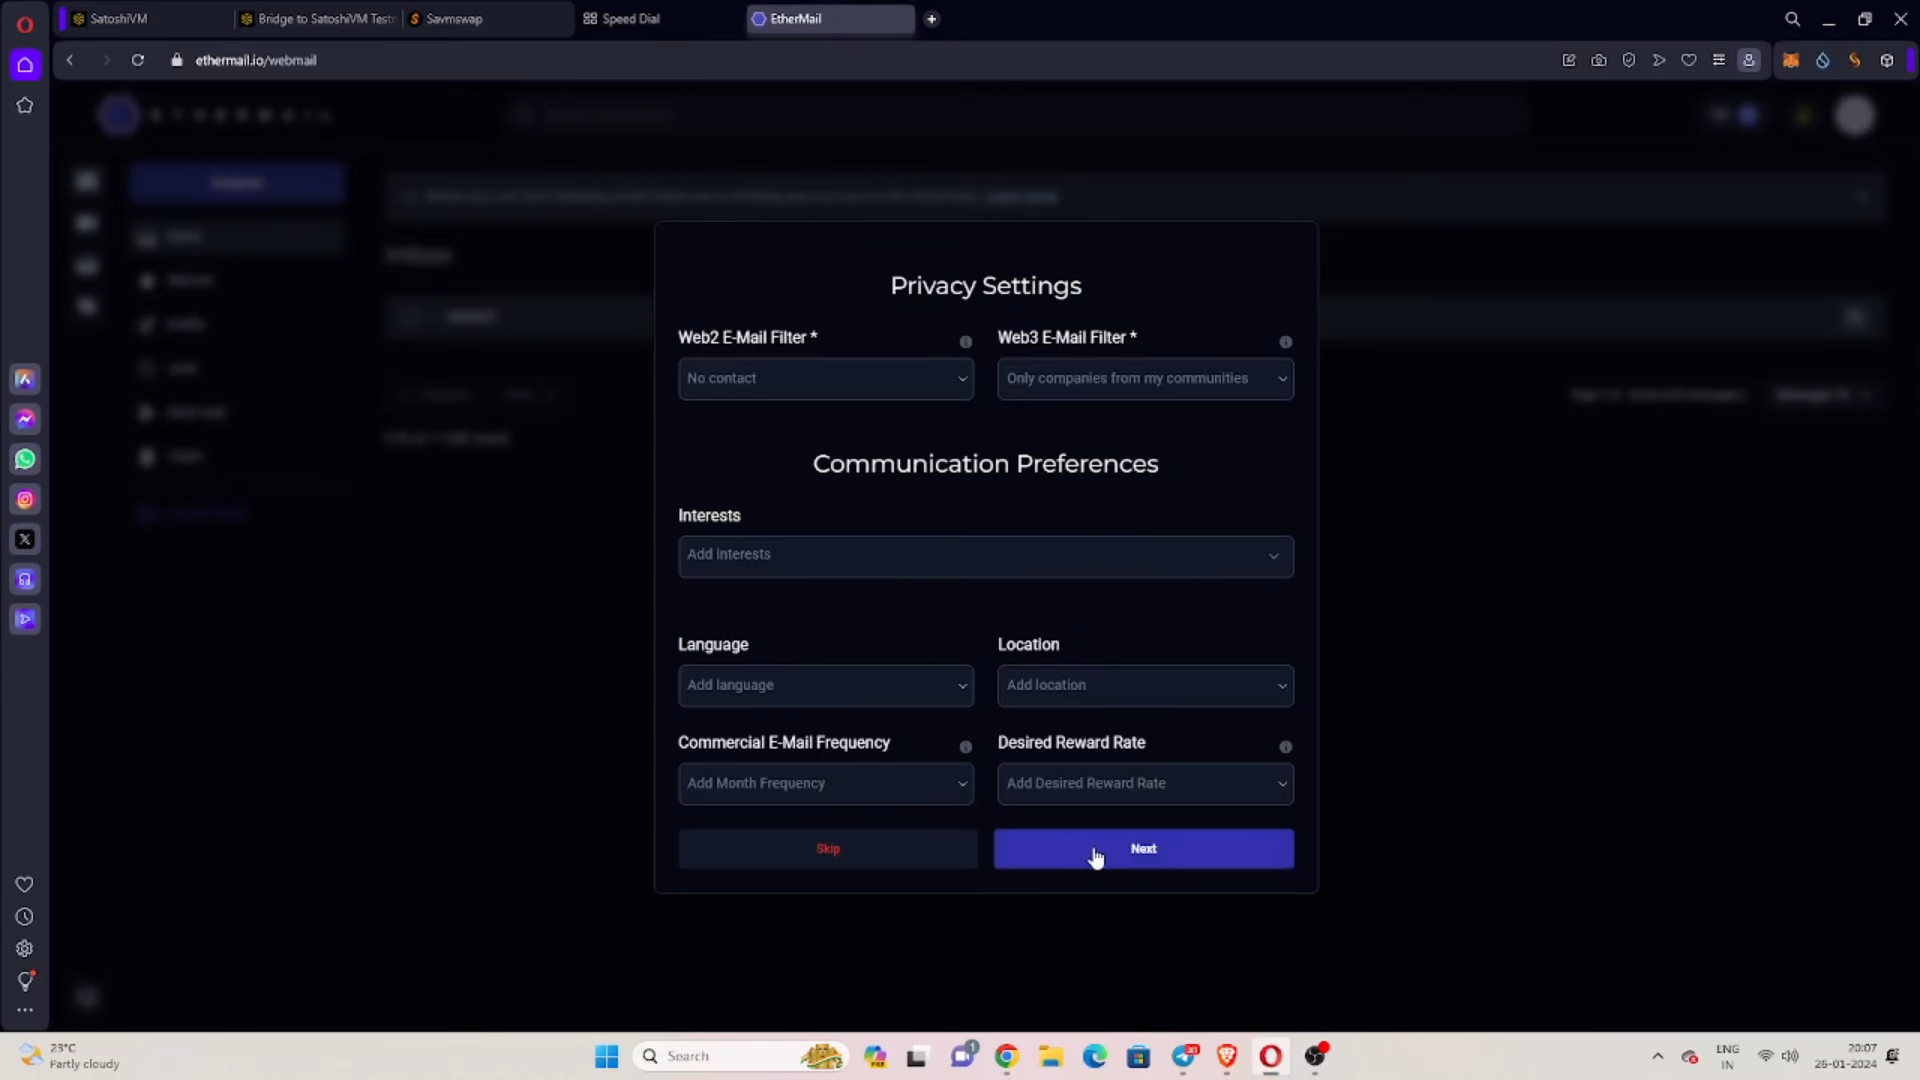 SatoshiVM
Bridge to SatoshiVM Testn
Savmswap
Speed Dial
EtherMail
ethermail.io/webmail
Privacy Settings
Web2 E-Mail Filter *
Web3 E-Mail Filter *
No contact
Only companies from my communities
Communication Preferences
Interests
Add interests
Language
Location
Add language
Add location
Commercial E-Mail Frequency
Desired Reward Rate
Add Month Frequency
Add Desired Reward Rate
Skip
Next
23°C
Partly cloudy
Search
1
ENG
IN
20:07
26-01-2024